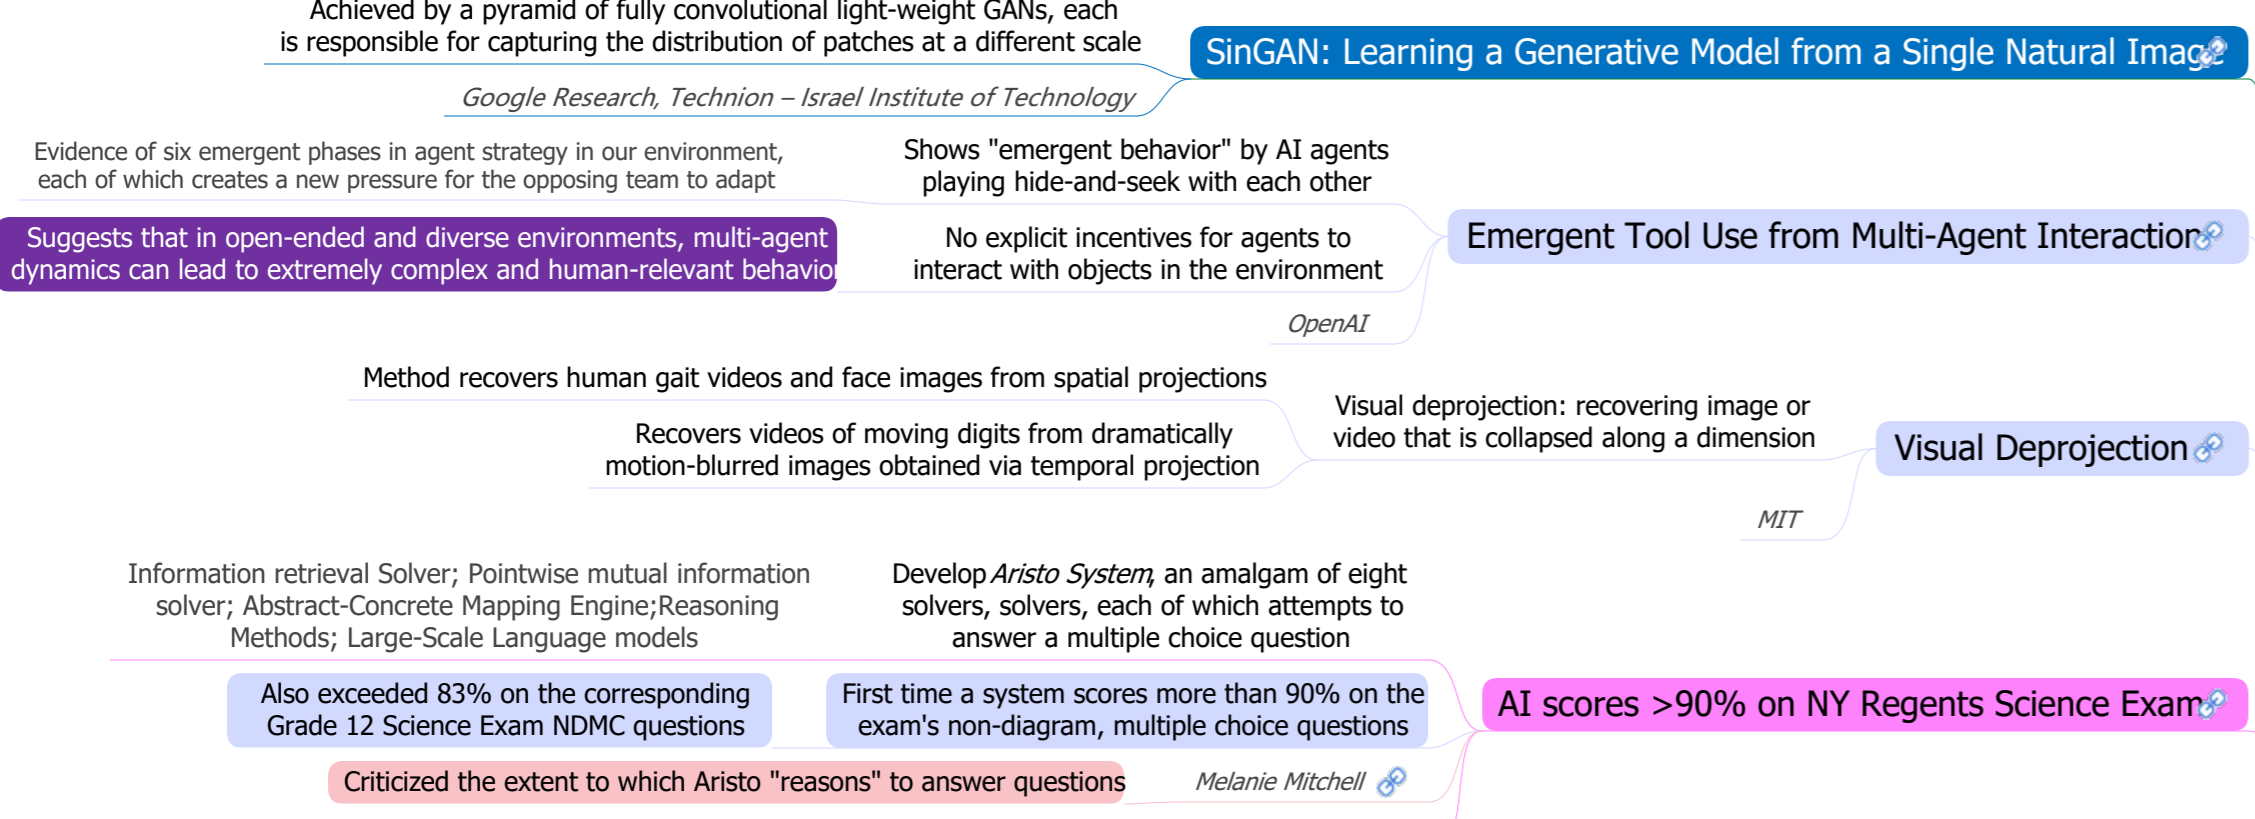 Achieved by a pyramid of fully convolutional light-weight GANs, each
is responsible for capturing the distribution of patches at a different scale
SinGAN: Learning a Generative Model from a Single Natural Image
Google Research, Technion – Israel Institute of Technology
Evidence of six emergent phases in agent strategy in our environment,
each of which creates a new pressure for the opposing team to adapt
Shows "emergent behavior" by AI agents
playing hide-and-seek with each other
Suggests that in open-ended and diverse environments, multi-agent
dynamics can lead to extremely complex and human-relevant behavior
No explicit incentives for agents to
interact with objects in the environment
Emergent Tool Use from Multi-Agent Interaction
OpenAI
Method recovers human gait videos and face images from spatial projections
Recovers videos of moving digits from dramatically
motion-blurred images obtained via temporal projection
Visual deprojection: recovering image or
video that is collapsed along a dimension
Visual Deprojection
MIT
Information retrieval Solver; Pointwise mutual information
solver; Abstract-Concrete Mapping Engine;Reasoning
Methods; Large-Scale Language models
Develop Aristo System, an amalgam of eight
solvers, solvers, each of which attempts to
answer a multiple choice question
Also exceeded 83% on the corresponding
Grade 12 Science Exam NDMC questions
First time a system scores more than 90% on the
exam's non-diagram, multiple choice questions
AI scores >90% on NY Regents Science Exam
Criticized the extent to which Aristo "reasons" to answer questions
Melanie Mitchell